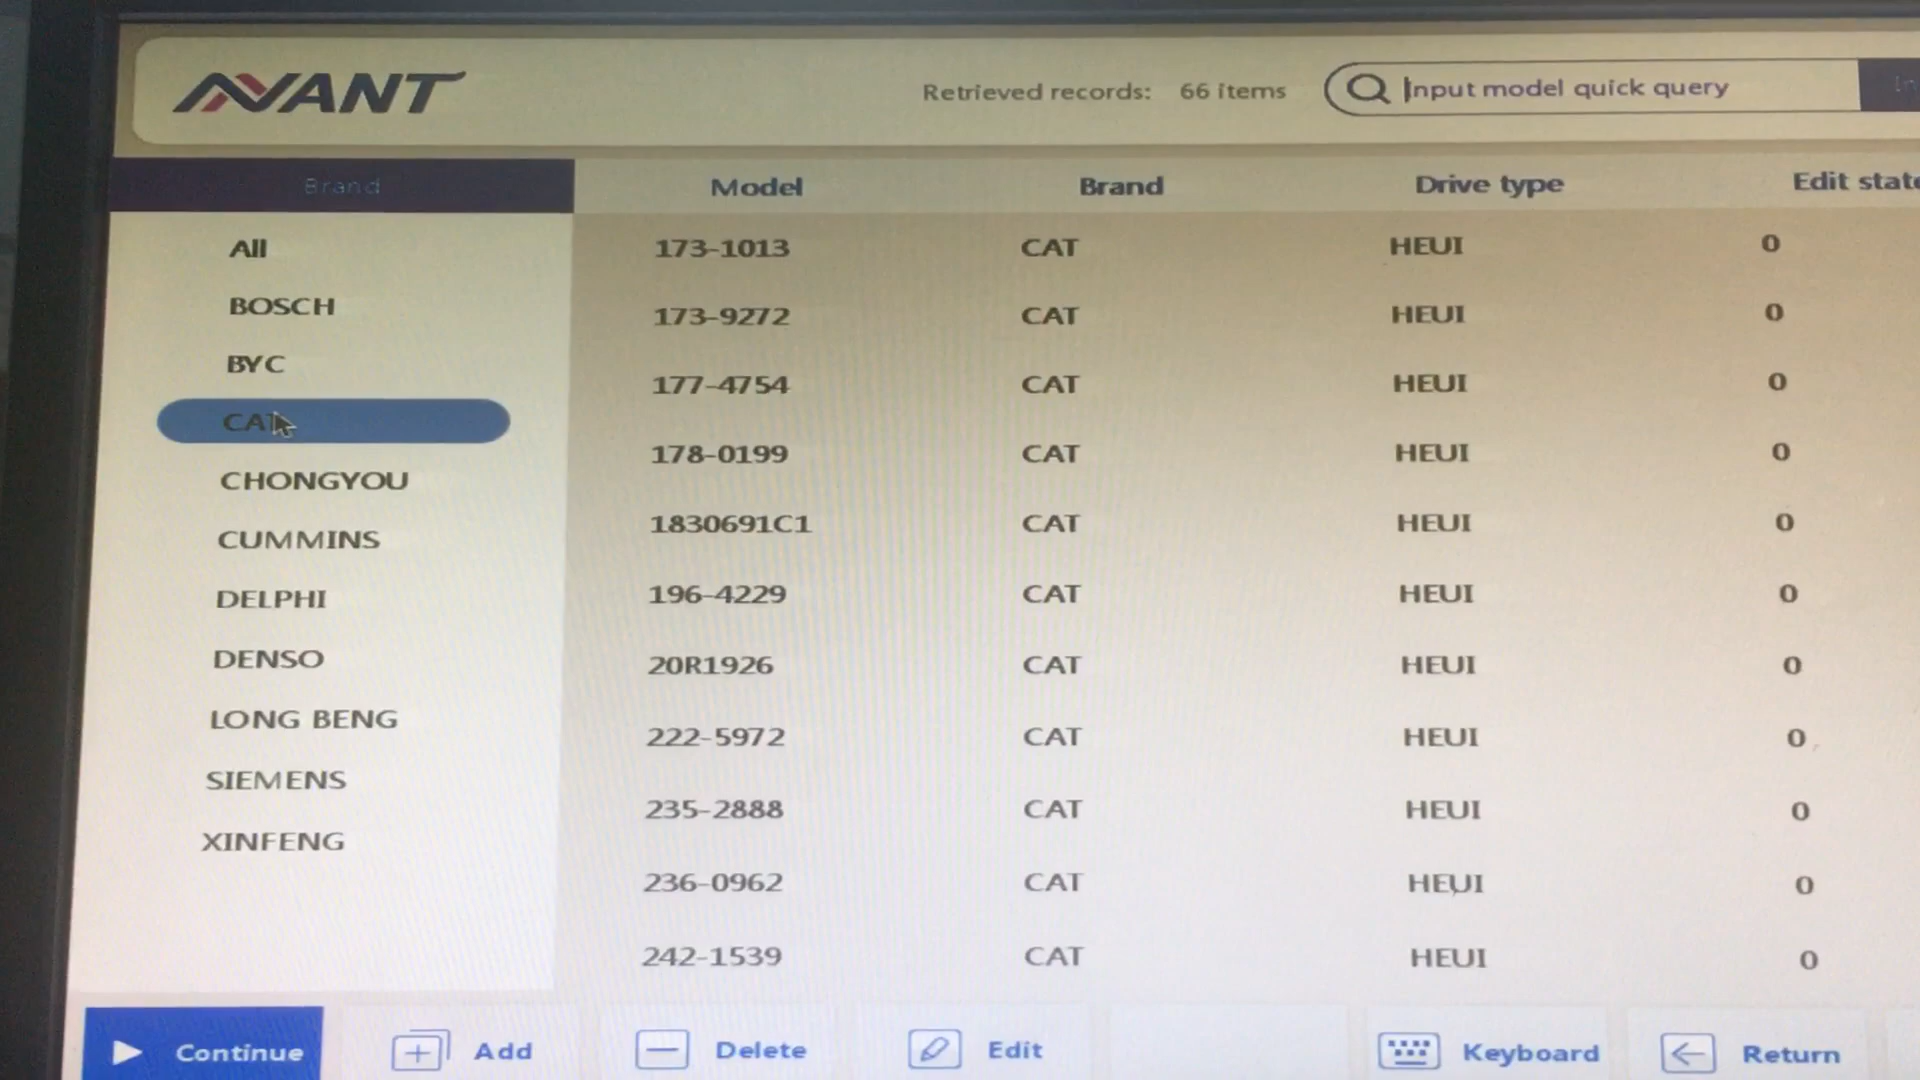 AVANT
Retrieved records: 66 items
Input model quick query
Brand
Model Brand Drive type Edit state
All
BOSCH
BYC
CAT
CHONGYOU
CUMMINS
DELPHI
DENSO
LONG BENG
SIEMENS
XINFENG
173-1013 CAT HEUI 0
173-9272 CAT HEUI 0
177-4754 CAT HEUI 0
178-0199 CAT HEUI 0
1830691C1 CAT HEUI 0
196-4229 CAT HEUI 0
20R1926 CAT HEUI 0
222-5972 CAT HEUI 0
235-2888 CAT HEUI 0
236-0962 CAT HEUI 0
242-1539 CAT HEUI 0
Continue Add Delete Edit Keyboard Return